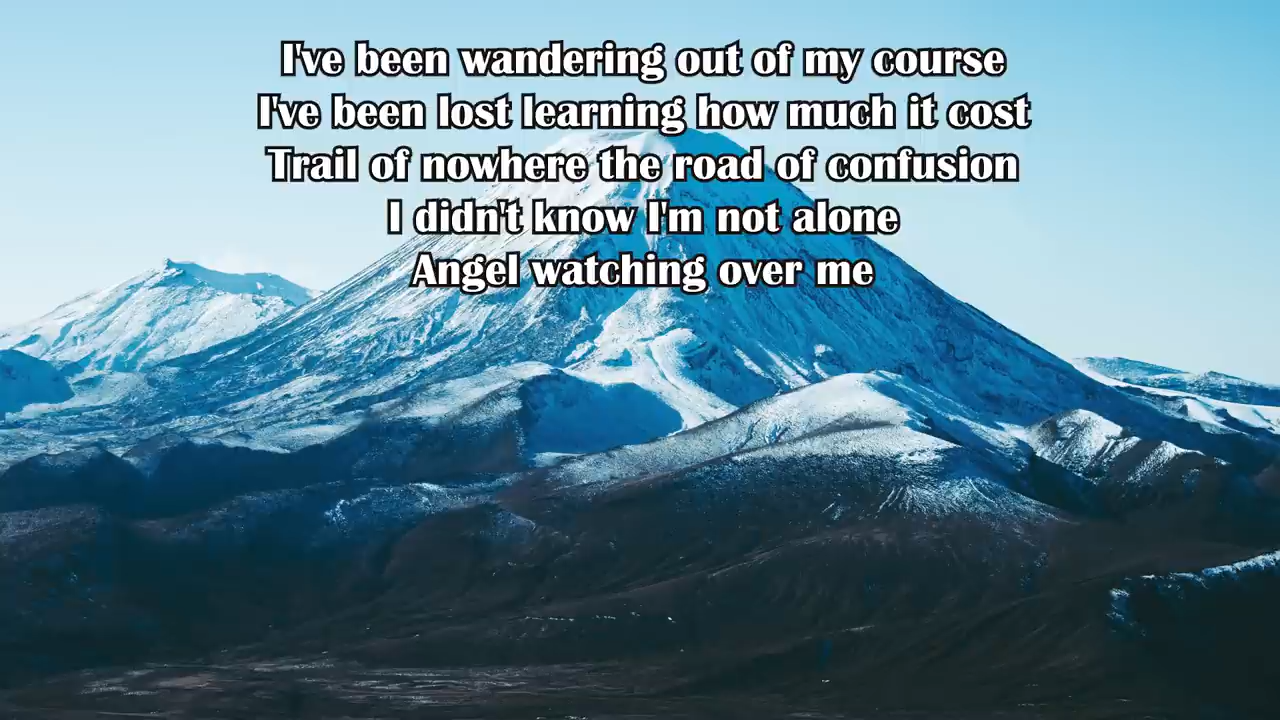 I've been wandering out of my course
I've been lost learning how much it cost
Trail of nowhere the road of confusion
I didn't know I'm not alone
Angel watching over me